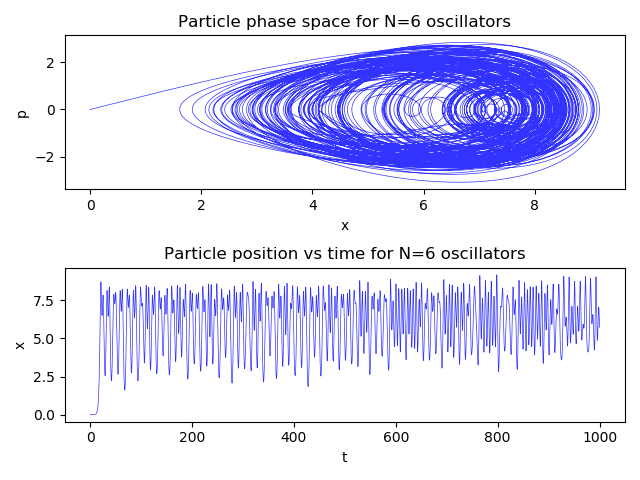 Particle phase space for N=6 oscillators
2
0
−2
p
0 2 4 6 8
x
Particle position vs time for N=6 oscillators
7.5
5.0
2.5
0.0
x
0 200 400 600 800 1000
t